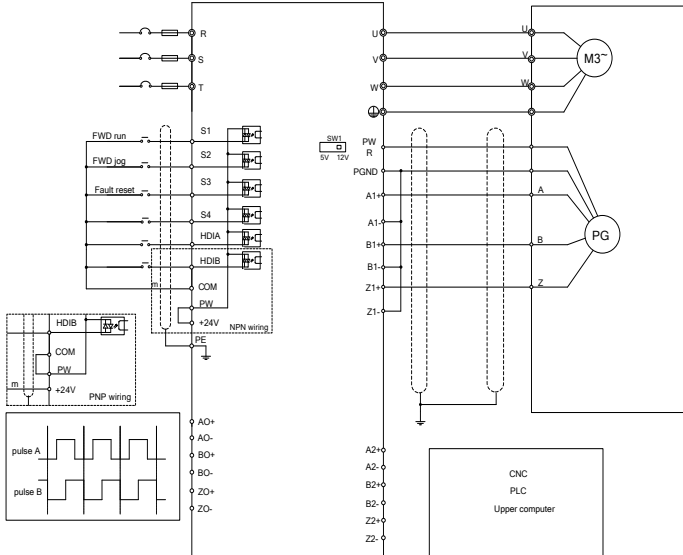 R
S
T
FWD run
FWD jog
Fault reset
S1
S2
S3
S4
HDIA
HDIB
m
COM
PW
+24V
NPN wiring
PE
HDIB
COM
PW
m
+24V
PNP wiring
pulse A
pulse B
AO+
AO-
BO+
BO-
ZO+
ZO-
U
V
W
SW1
5V 12V
PW
R
PGND
A1+
A1-
B1+
B1-
Z1+
Z1-
A2+
A2-
B2+
B2-
Z2+
Z2-
U
V
W
M3~
A
B
Z
PG
CNC
PLC
Upper computer